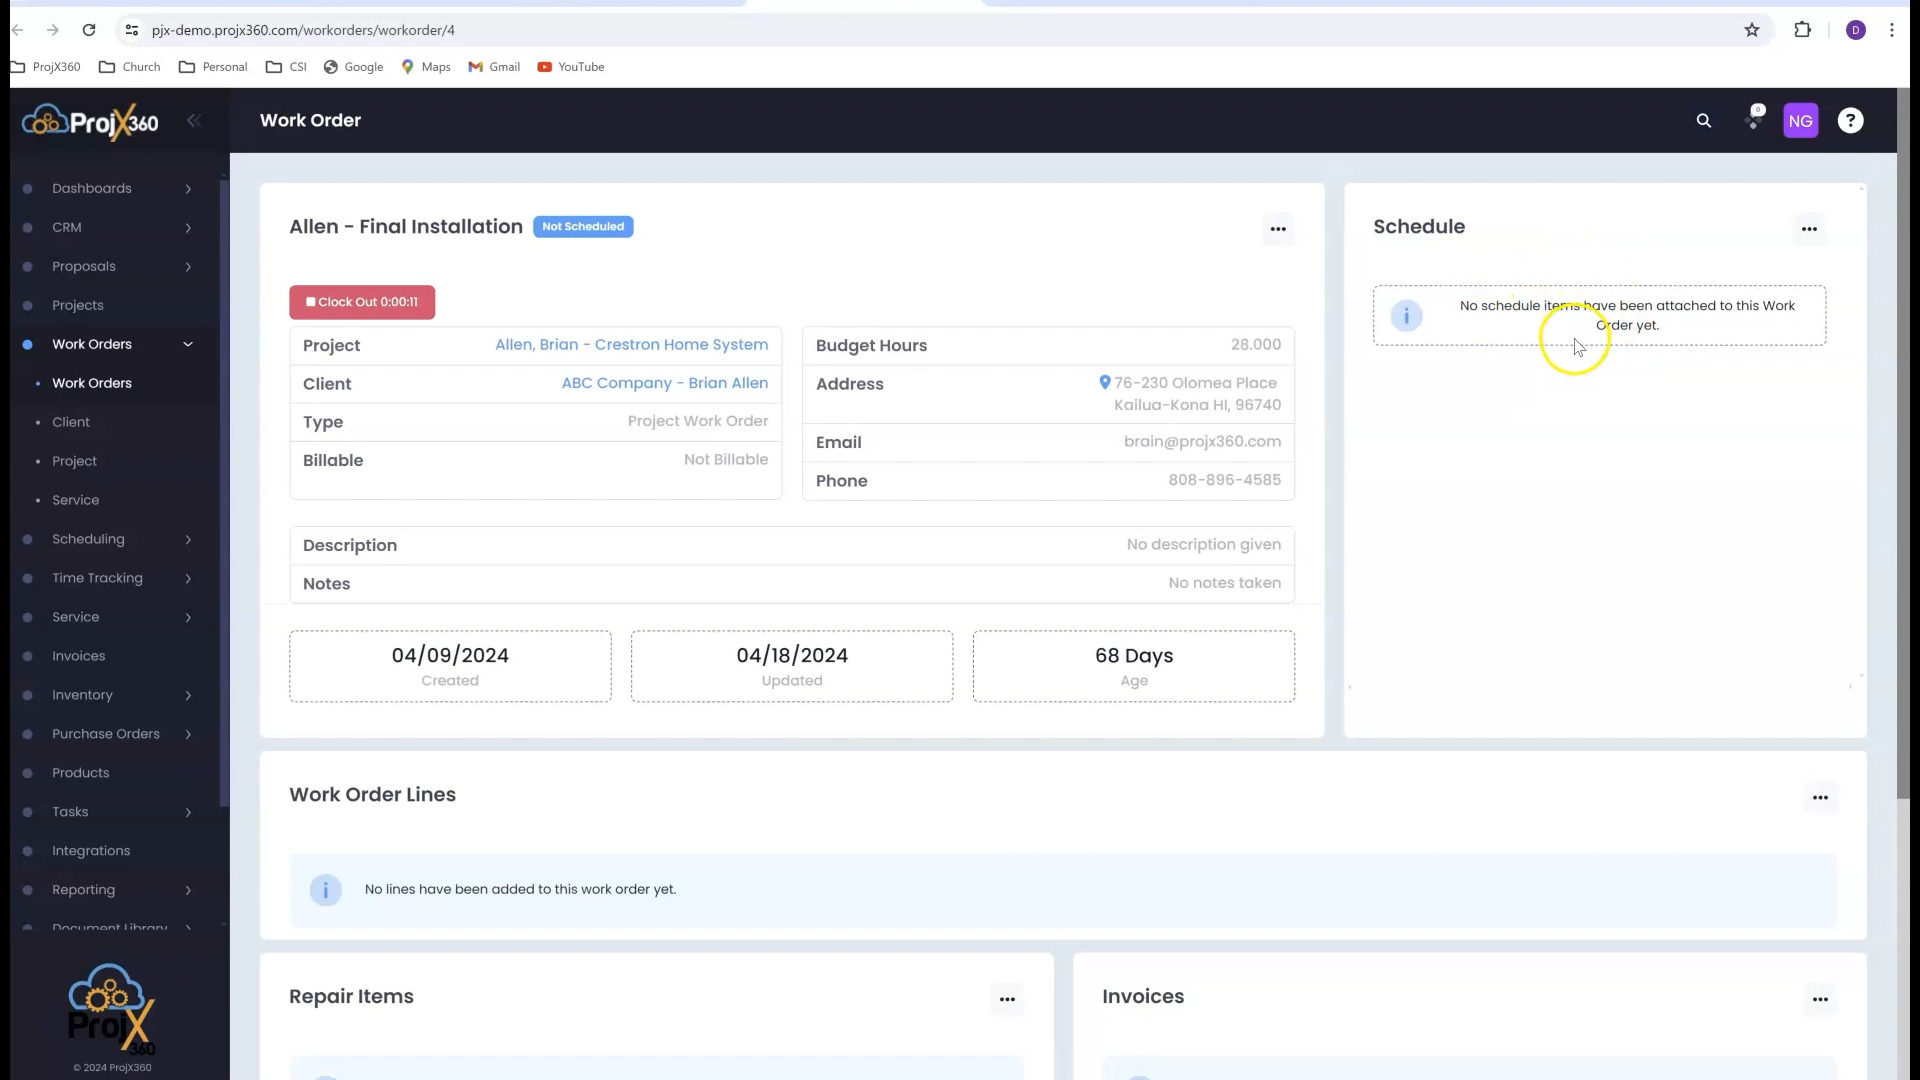 pjx-demo.projx360.com/workorders/workorder/4
D
ProjX360
Church
Personal
CSI
Google
Maps
Gmail
YouTube
ProjX360
Work Order
0
NG
?
Dashboards
CRM
Proposals
Projects
Work Orders
Work Orders
Client
Project
Service
Scheduling
Time Tracking
Service
Invoices
Inventory
Purchase Orders
Products
Tasks
Integrations
Reporting
Document Library
ProjX
360
© 2024 ProjX360
Allen - Final Installation Not Scheduled
Clock Out 0:00:11
Project Allen, Brian - Crestron Home System
Client ABC Company - Brian Allen
Type Project Work Order
Billable Not Billable
Budget Hours 28.000
Address 76-230 Olomea Place
Kailua-Kona HI, 96740
Email brain@projx360.com
Phone 808-896-4585
Description No description given
Notes No notes taken
04/09/2024
Created
04/18/2024
Updated
68 Days
Age
Schedule
No schedule items have been attached to this Work
Order yet.
Work Order Lines
No lines have been added to this work order yet.
Repair Items
Invoices